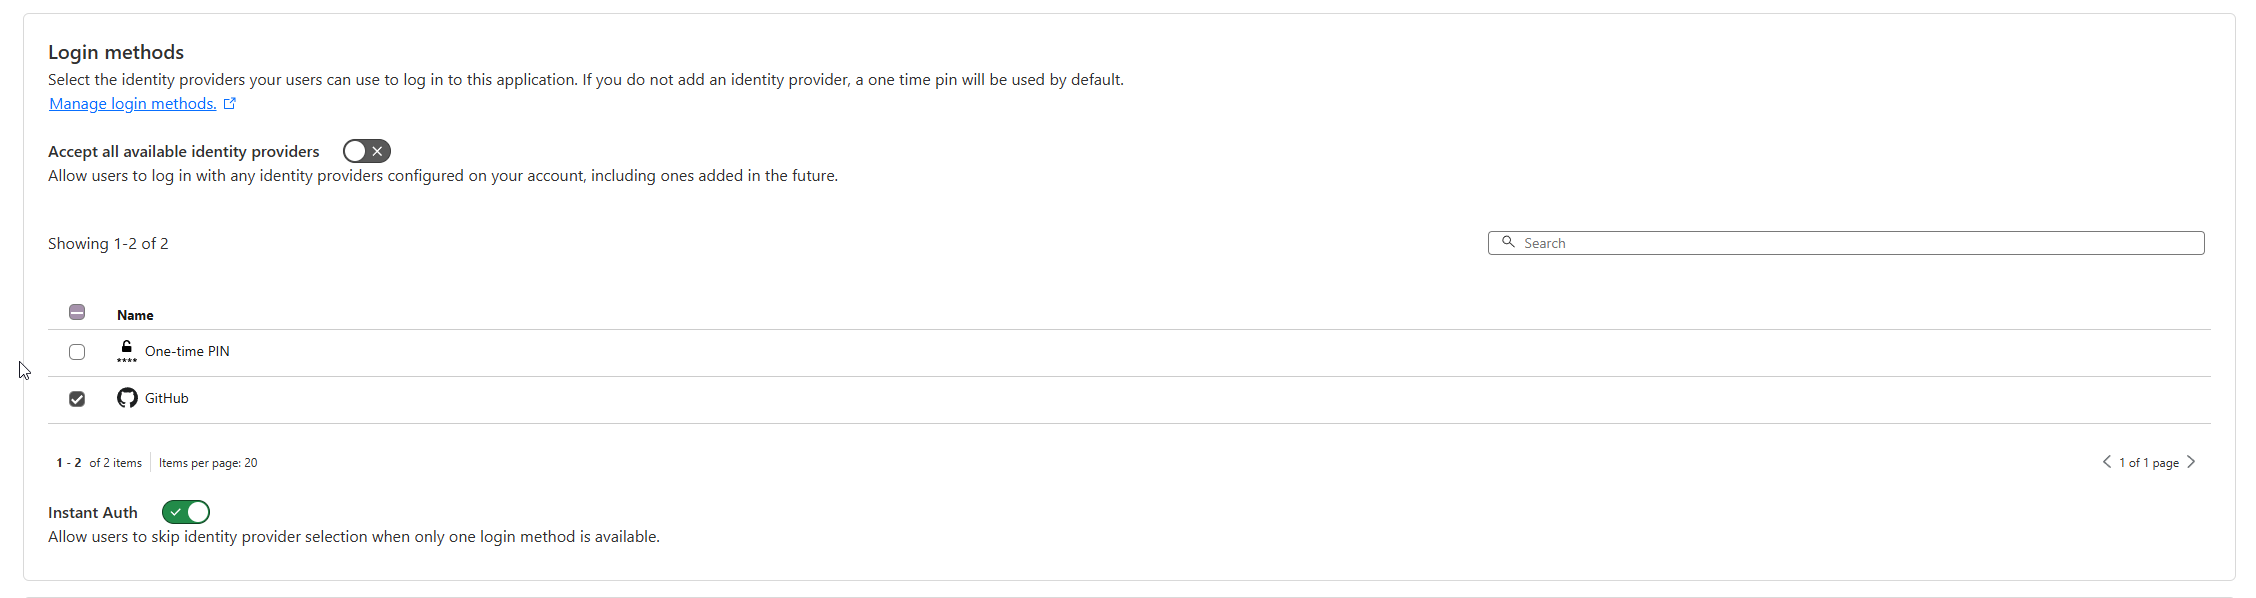 Login methods
Select the identity providers your users can use to log in to this application. If you do not add an identity provider, a one time pin will be used by default.
Manage login methods.
Accept all available identity providers
Allow users to log in with any identity providers configured on your account, including ones added in the future.
Showing 1-2 of 2
Search
Name
One-time PIN
GitHub
1 - 2 of 2 items Items per page: 20
1 of 1 page
Instant Auth
Allow users to skip identity provider selection when only one login method is available.